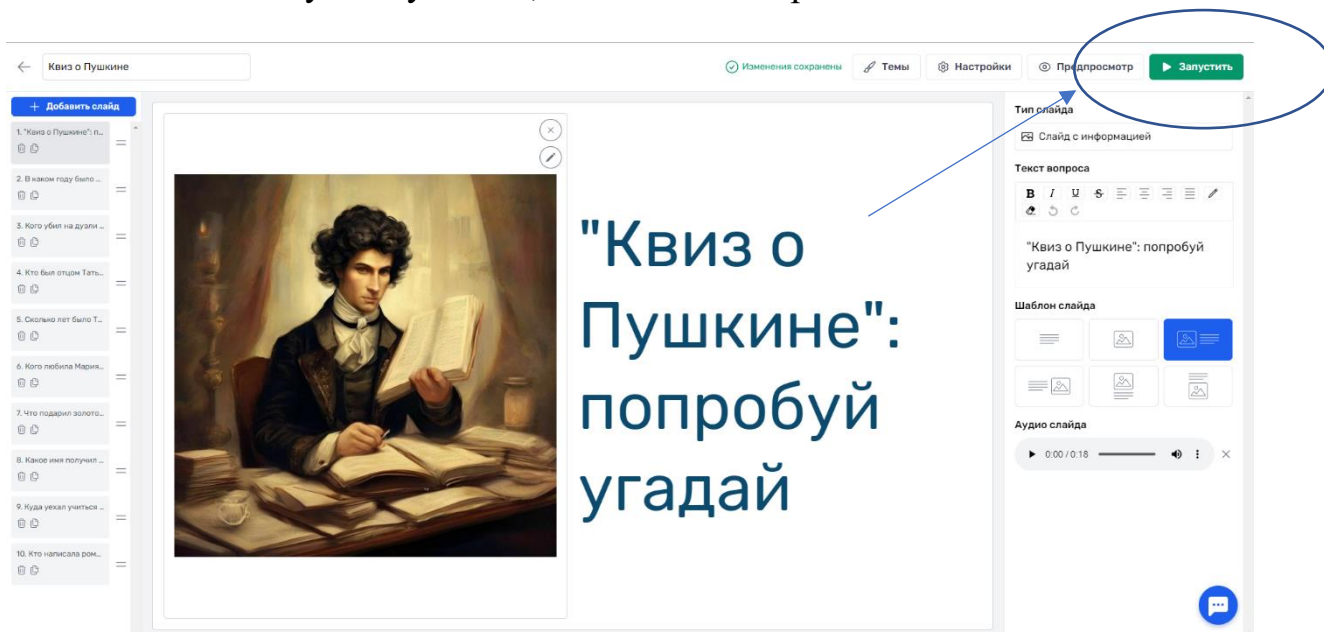 Квиз о Пушкине
Изменения сохранены
Темы
Настройки
Предпросмотр
Запустить
+ Добавить слайд
1. "Квиз о Пушкине": п...
2. В каком году было ...
3. Кого убил на дуэли ...
4. Кто был отцом Тать...
5. Сколько лет было Т...
6. Кого любила Мария...
7. Что подарил золото...
8. Какое имя получил ...
9. Куда уехал учиться ...
10. Кто написала ром...
"Квиз о
Пушкине":
попробуй
угадай
Тип слайда
Слайд с информацией
Текст вопроса
B I U S
"Квиз о Пушкине": попробуй
угадай
Шаблон слайда
Аудио слайда
0:00 / 0:18